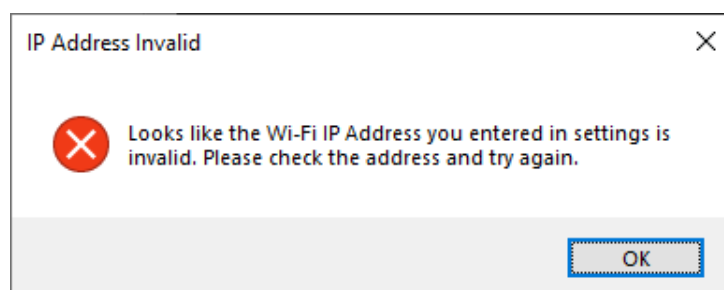 IP Address Invalid
Looks like the Wi-Fi IP Address you entered in settings is
invalid. Please check the address and try again.
OK